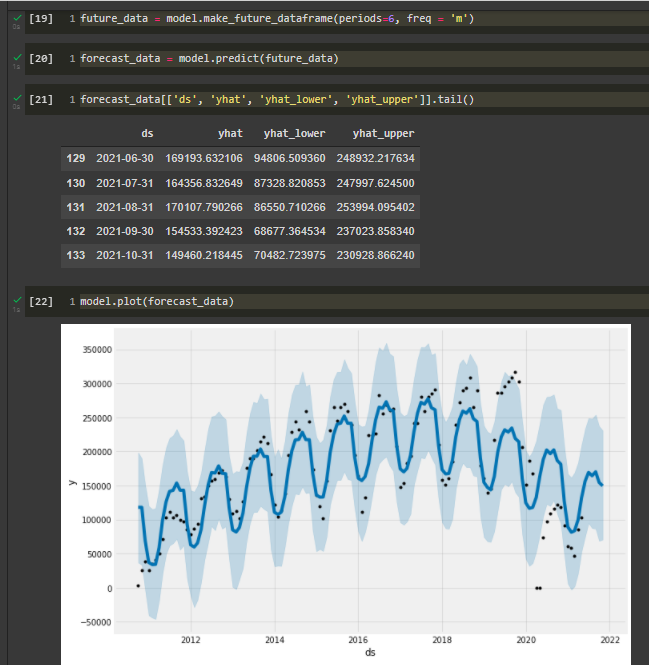 [19] 1 future_data = model.make_future_dataframe(periods=6, freq = 'm')
0s
[20] 1 forecast_data = model.predict(future_data)
1s
[21] 1 forecast_data[['ds', 'yhat', 'yhat_lower', 'yhat_upper']].tail()
0s
ds yhat yhat_lower yhat_upper
129 2021-06-30 169193.632106 94806.509360 248932.217634
130 2021-07-31 164356.832649 87328.820853 247997.624500
131 2021-08-31 170107.790266 86550.710266 253994.095402
132 2021-09-30 154533.392423 68677.364534 237023.858340
133 2021-10-31 149460.218445 70482.723975 230928.866240
[22] 1 model.plot(forecast_data)
1s
350000
300000
250000
200000
y
150000
100000
50000
0
−50000
2012 2014 2016 2018 2020 2022
ds